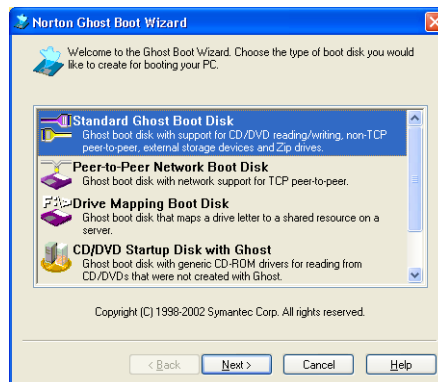 Norton Ghost Boot Wizard
Welcome to the Ghost Boot Wizard. Choose the type of boot disk you would
like to create for booting your PC.
Standard Ghost Boot Disk
Ghost boot disk with support for CD/DVD reading/writing, non-TCP
peer-to-peer, external storage devices and Zip drives.
Peer-to-Peer Network Boot Disk
Ghost boot disk with network support for TCP peer-to-peer.
Drive Mapping Boot Disk
Ghost boot disk that maps a drive letter to a shared resource on a
server.
CD/DVD Startup Disk with Ghost
Ghost boot disk with generic CD-ROM drivers for reading from
CD/DVDs that were not created with Ghost.
Copyright (C) 1998-2002 Symantec Corp. All rights reserved.
< Back Next > Cancel Help